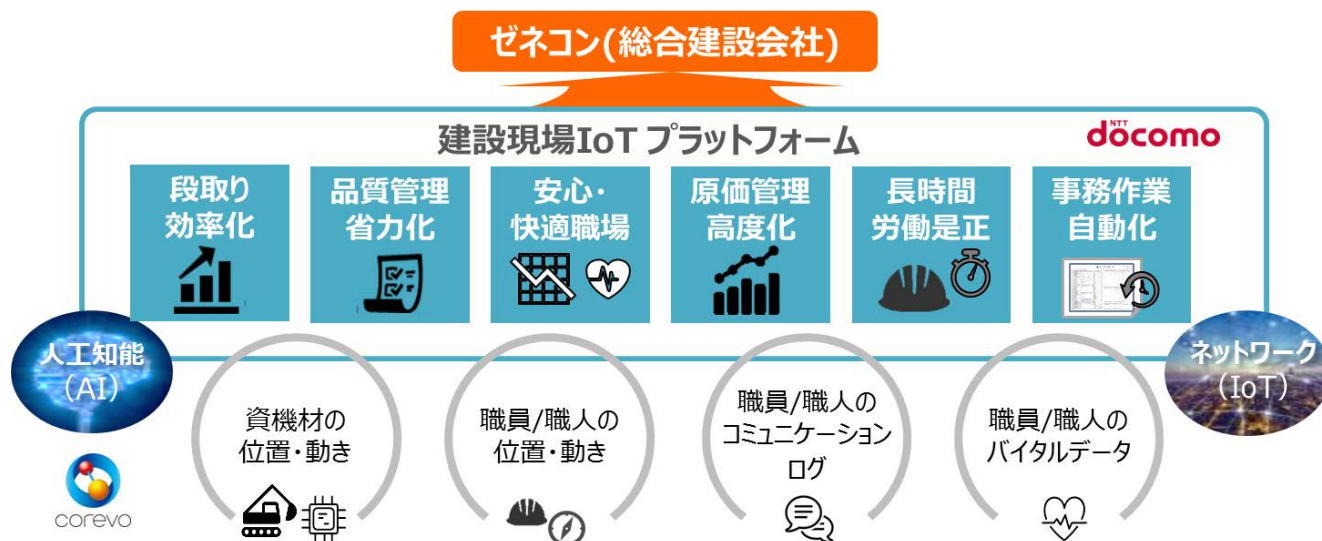 ゼネコン(総合建設会社)
建設現場IoT プラットフォーム
NTT
döcomo
段取り
効率化
品質管理
省力化
安心・
快適職場
原価管理
高度化
長時間
労働是正
事務作業
自動化
人工知能
(AI)
ネットワーク
(IoT)
資機材の
位置・動き
職員/職人の
位置・動き
職員/職人の
コミュニケーション
ログ
職員/職人の
バイタルデータ
corevo